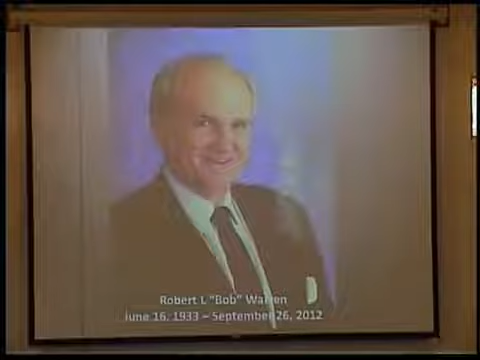 Robert L "Bob" Warren
June 16, 1933 – September 26, 2012